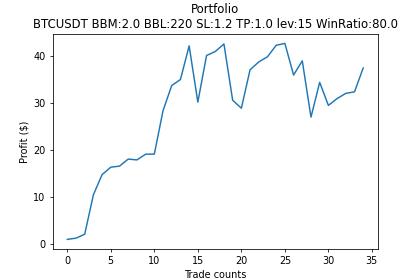 Portfolio
BTCUSDT BBM:2.0 BBL:220 SL:1.2 TP:1.0 lev:15 WinRatio:80.0
Profit ($)
40
30
20
10
0
0 5 10 15 20 25 30 35
Trade counts